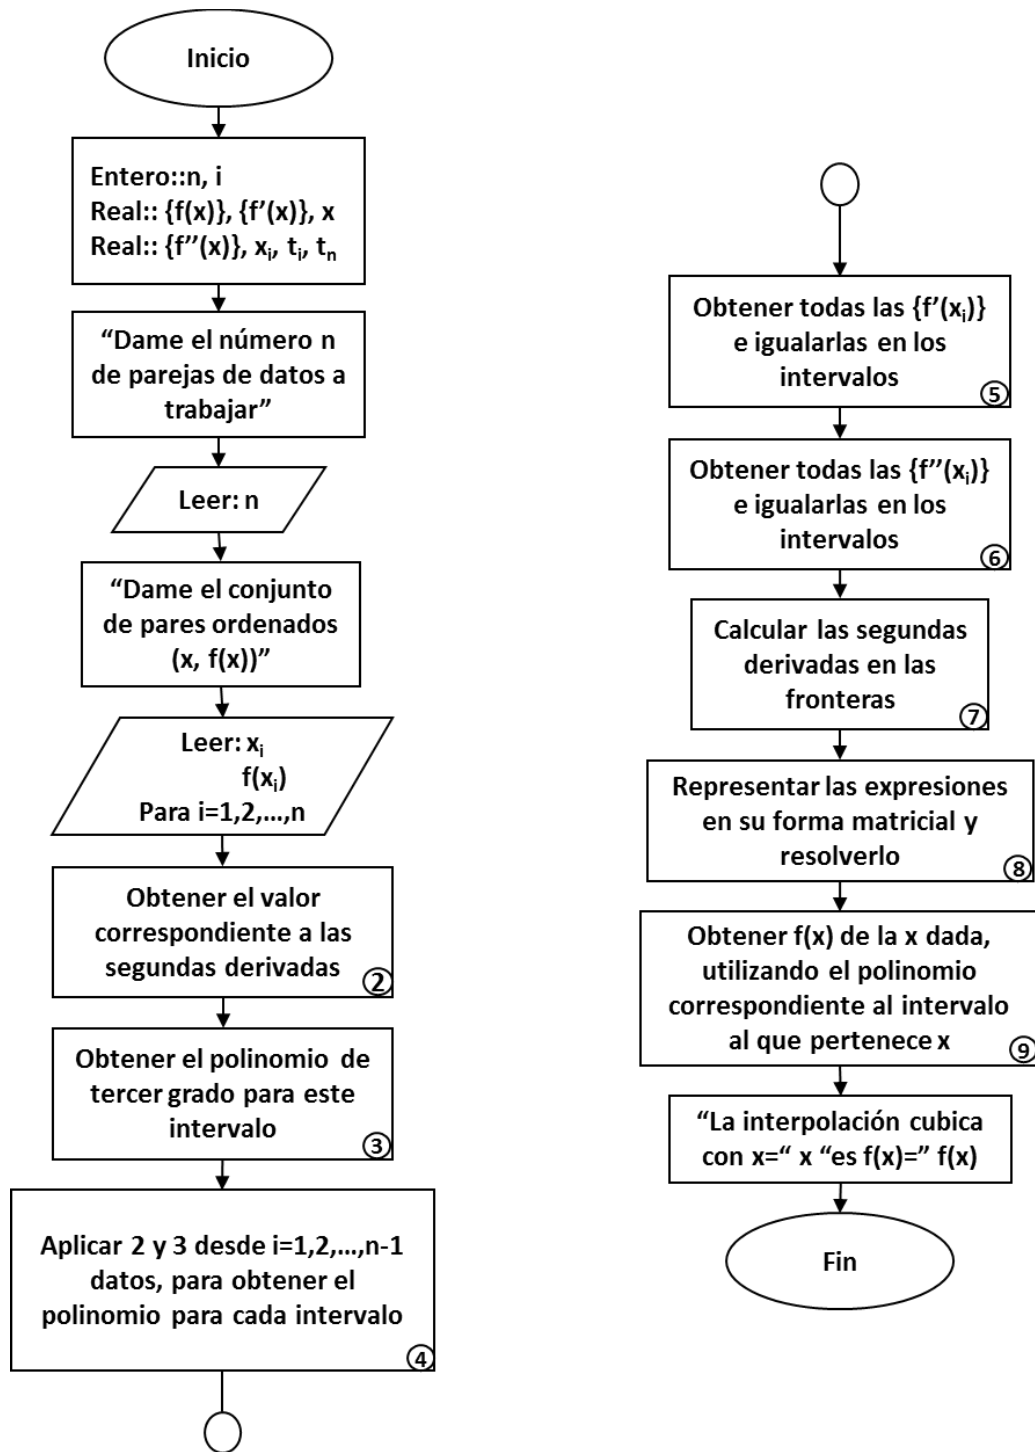 Inicio
Entero::n, i
Real:: {f(x)}, {f'(x)}, x
Real:: {f''(x)}, xᵢ, tᵢ, tₙ
“Dame el número n
de parejas de datos a
trabajar”
Leer: n
“Dame el conjunto
de pares ordenados
(x, f(x))”
Leer: xᵢ
f(xᵢ)
Para i=1,2,...,n
Obtener el valor
correspondiente a las
segundas derivadas
②
Obtener el polinomio de
tercer grado para este
intervalo
③
Aplicar 2 y 3 desde i=1,2,...,n-1
datos, para obtener el
polinomio para cada intervalo
④
Obtener todas las {f'(xᵢ)}
e igualarlas en los
intervalos
⑤
Obtener todas las {f''(xᵢ)}
e igualarlas en los
intervalos
⑥
Calcular las segundas
derivadas en las
fronteras
⑦
Representar las expresiones
en su forma matricial y
resolverlo
⑧
Obtener f(x) de la x dada,
utilizando el polinomio
correspondiente al intervalo
al que pertenece x
⑨
“La interpolación cubica
con x=“ x “es f(x)=” f(x)
Fin